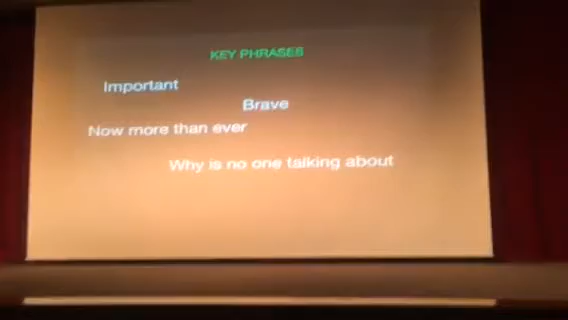 KEY PHRASES
Important
Brave
Now more than ever
Why is no one talking about